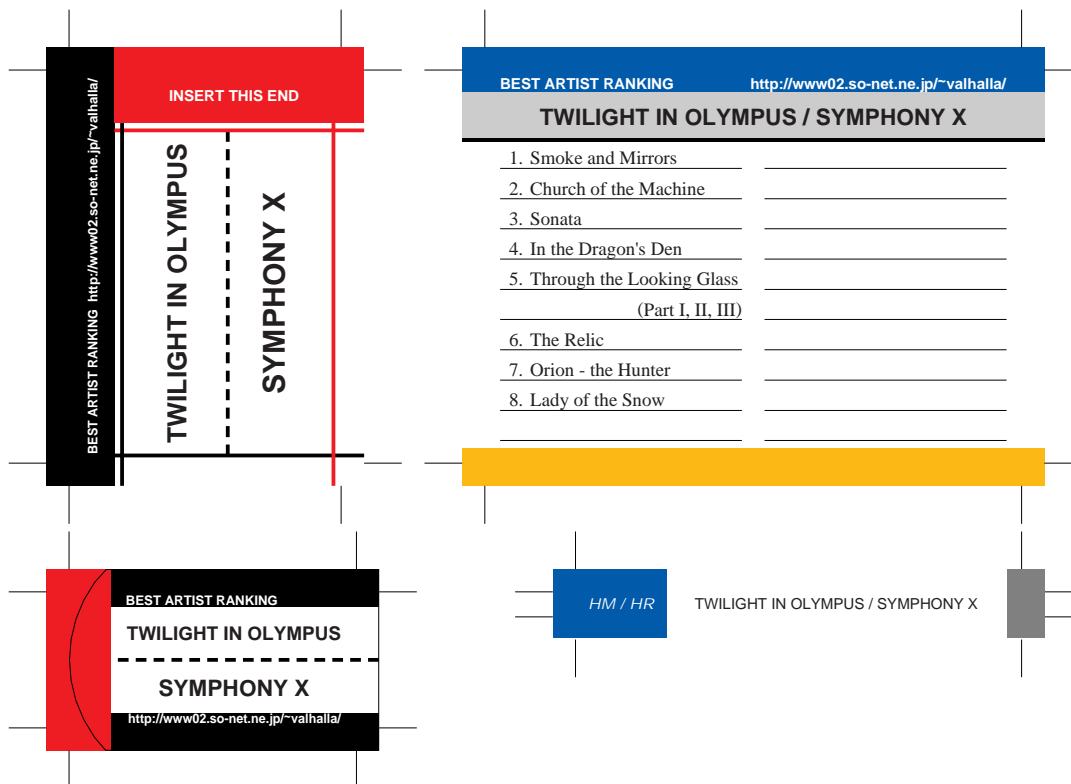 INSERT THIS END
BEST ARTIST RANKING http://www02.so-net.ne.jp/~valhalla/
TWILIGHT IN OLYMPUS
SYMPHONY X
BEST ARTIST RANKING http://www02.so-net.ne.jp/~valhalla/
TWILIGHT IN OLYMPUS / SYMPHONY X
1. Smoke and Mirrors
2. Church of the Machine
3. Sonata
4. In the Dragon's Den
5. Through the Looking Glass
(Part I, II, III)
6. The Relic
7. Orion - the Hunter
8. Lady of the Snow
BEST ARTIST RANKING
TWILIGHT IN OLYMPUS
SYMPHONY X
http://www02.so-net.ne.jp/~valhalla/
HM / HR TWILIGHT IN OLYMPUS / SYMPHONY X